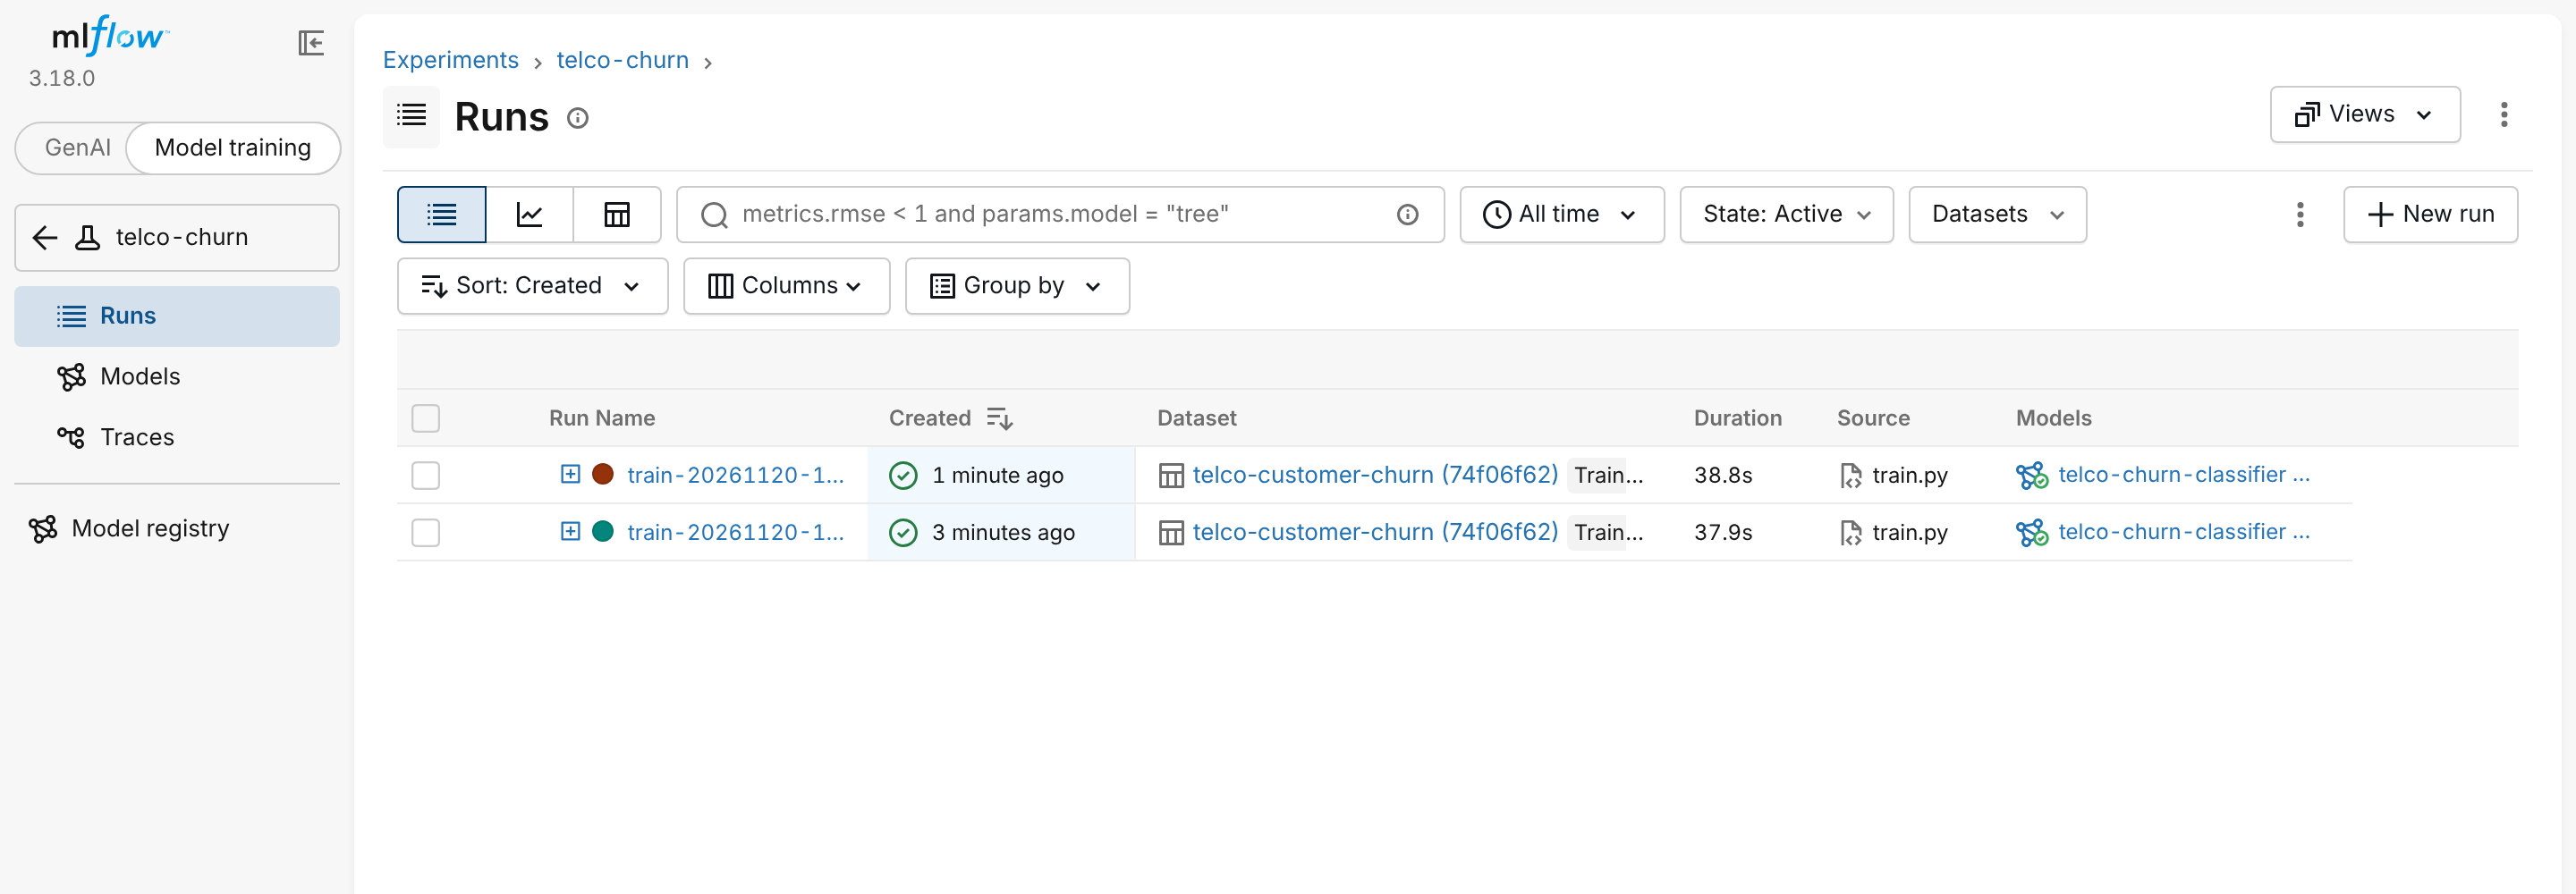 mlflow
3.18.0
GenAI Model training
telco-churn
Runs
Models
Traces
Model registry
Experiments › telco-churn ›
Runs
Views
metrics.rmse < 1 and params.model = "tree"
All time
State: Active
Datasets
New run
Sort: Created
Columns
Group by
Run Name Created Dataset Duration Source Models
train-20261120-1... 1 minute ago telco-customer-churn (74f06f62) Train... 38.8s train.py telco-churn-classifier ...
train-20261120-1... 3 minutes ago telco-customer-churn (74f06f62) Train... 37.9s train.py telco-churn-classifier ...